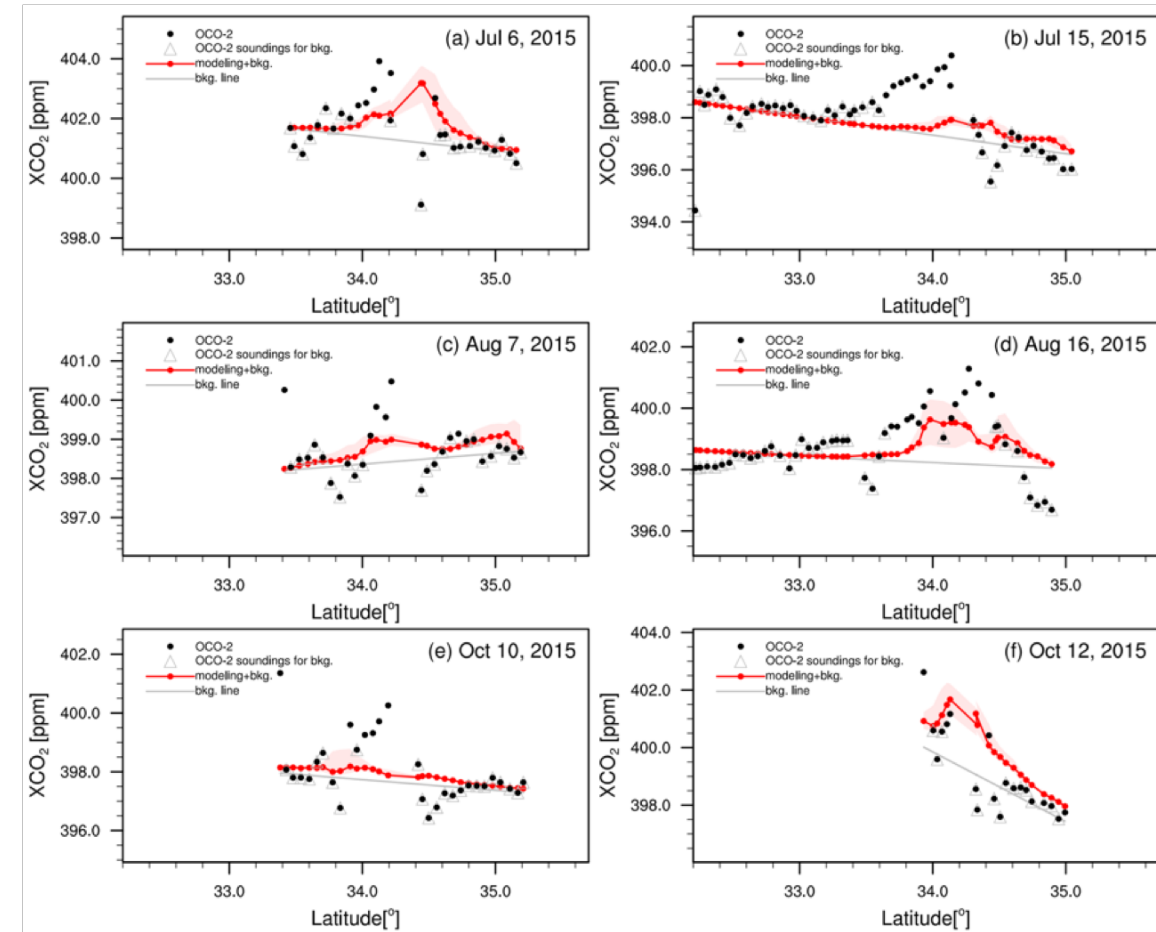 (a) Jul 6, 2015
OCO-2
OCO-2 soundings for bkg.
modeling+bkg.
bkg. line
404.0
402.0
400.0
398.0
XCO₂ [ppm]
33.0 34.0 35.0
Latitude[°]
(b) Jul 15, 2015
OCO-2
OCO-2 soundings for bkg.
modeling+bkg.
bkg. line
400.0
398.0
396.0
394.0
XCO₂ [ppm]
33.0 34.0 35.0
Latitude[°]
(c) Aug 7, 2015
OCO-2
OCO-2 soundings for bkg.
modeling+bkg.
bkg. line
401.0
400.0
399.0
398.0
397.0
XCO₂ [ppm]
33.0 34.0 35.0
Latitude[°]
(d) Aug 16, 2015
OCO-2
OCO-2 soundings for bkg.
modeling+bkg.
bkg. line
402.0
400.0
398.0
396.0
XCO₂ [ppm]
33.0 34.0 35.0
Latitude[°]
(e) Oct 10, 2015
OCO-2
OCO-2 soundings for bkg.
modeling+bkg.
bkg. line
402.0
400.0
398.0
396.0
XCO₂ [ppm]
33.0 34.0 35.0
Latitude[°]
(f) Oct 12, 2015
OCO-2
OCO-2 soundings for bkg.
modeling+bkg.
bkg. line
404.0
402.0
400.0
398.0
XCO₂ [ppm]
33.0 34.0 35.0
Latitude[°]